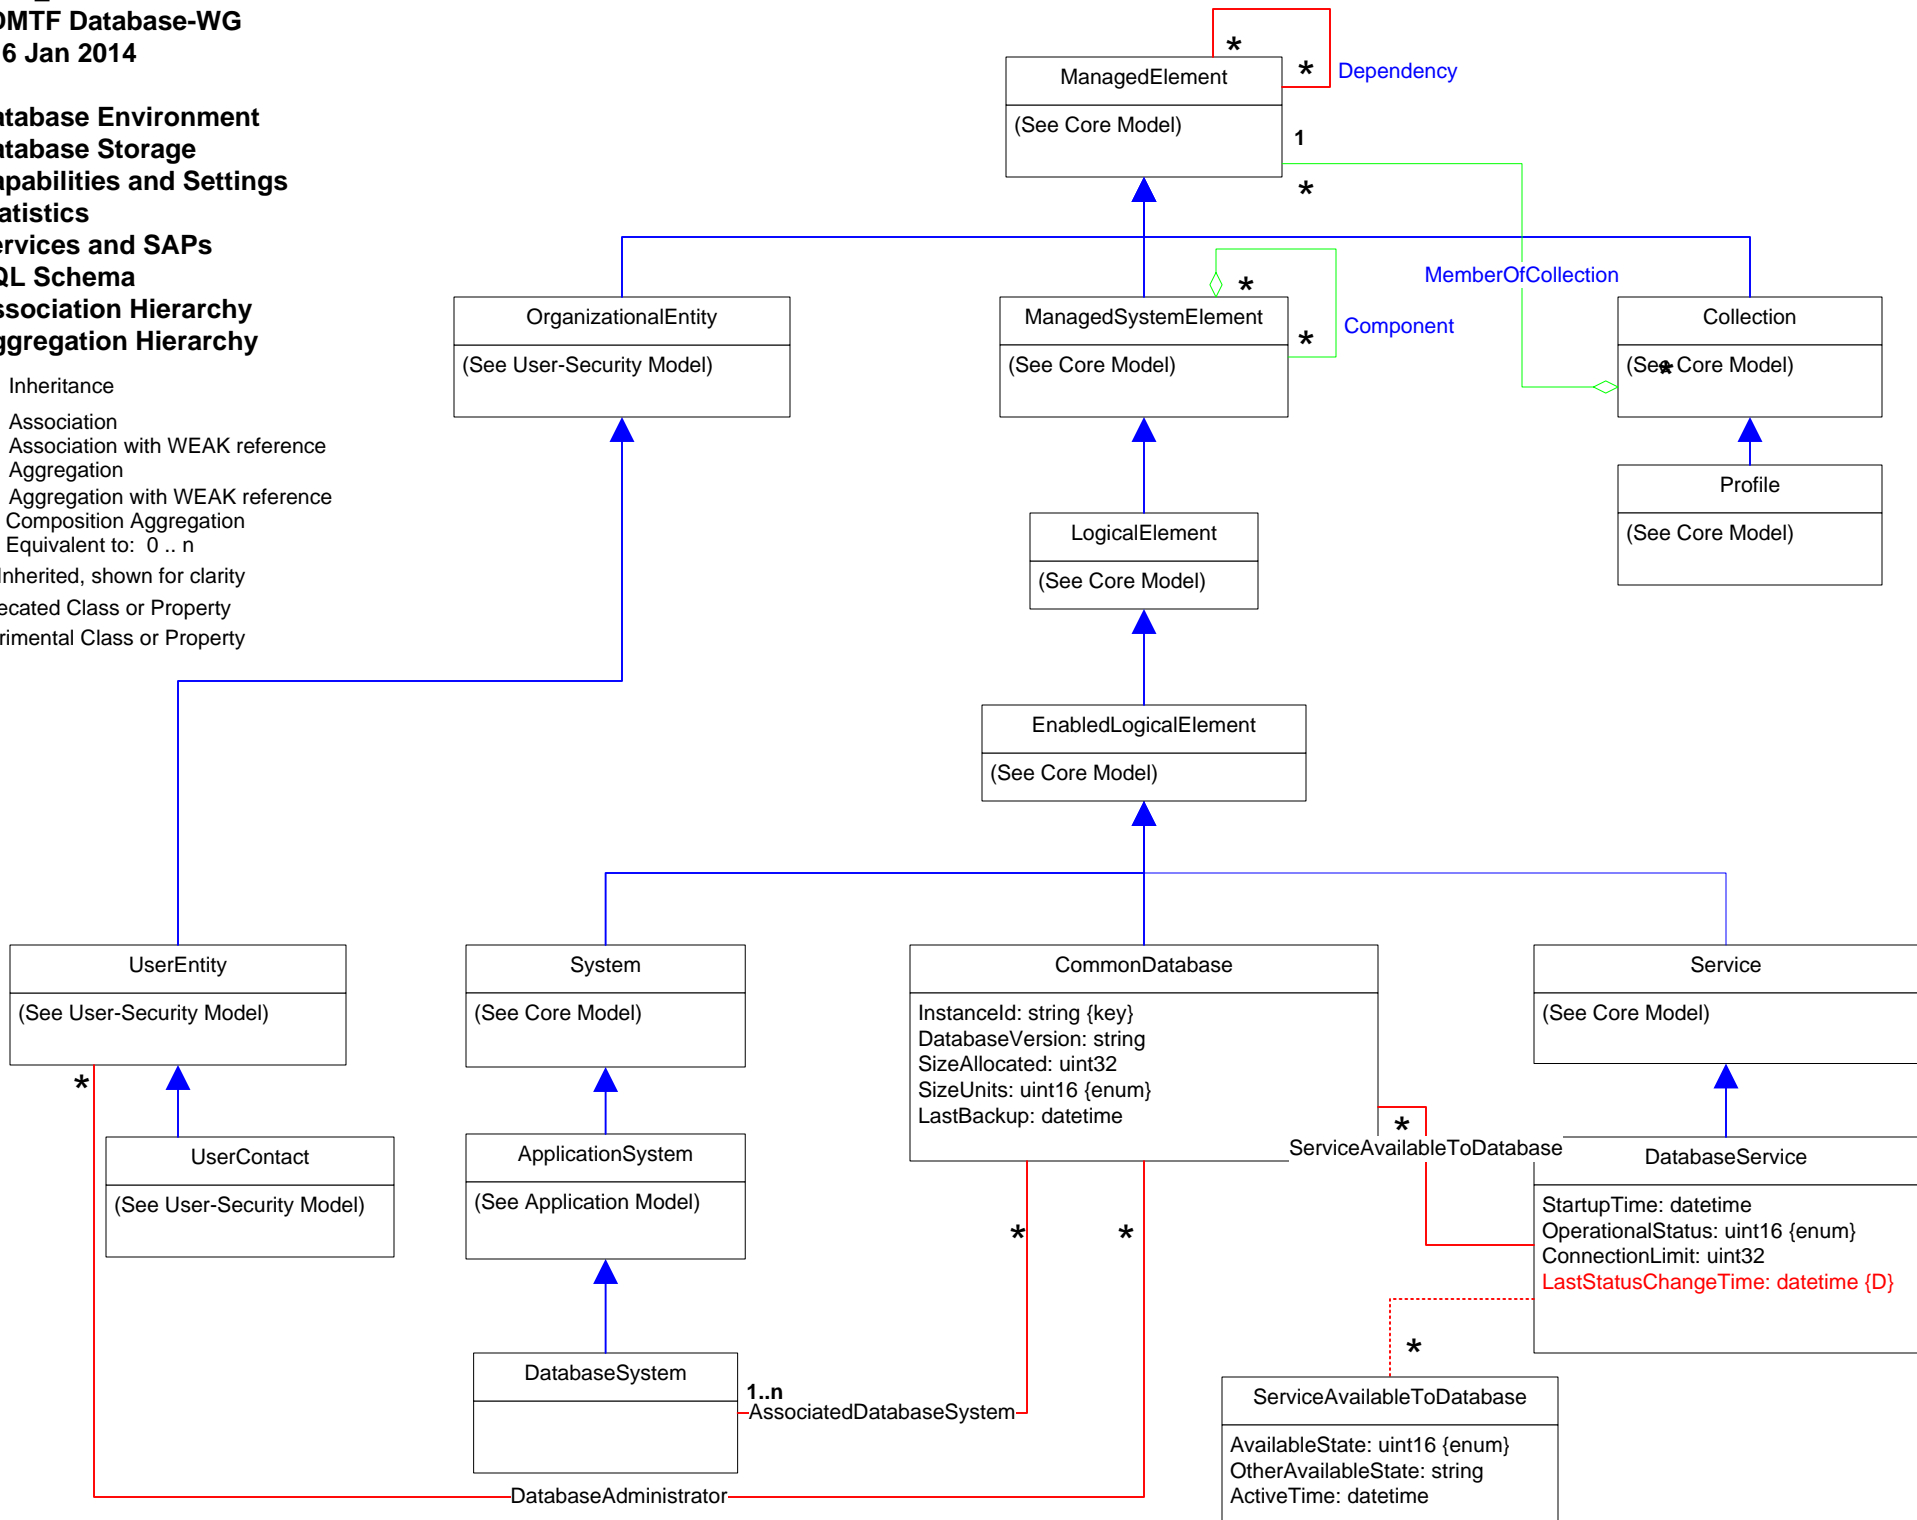 DMTF Database-WG
6 Jan 2014
atabase Environment
atabase Storage
apabilities and Settings
tatistics
ervices and SAPs
QL Schema
ssociation Hierarchy
ggregation Hierarchy
Inheritance
Association
Association with WEAK reference
Aggregation
Aggregation with WEAK reference
Composition Aggregation
Equivalent to: 0 .. n
Inherited, shown for clarity
ecated Class or Property
rimental Class or Property
*
ManagedElement
*
Dependency
(See Core Model)
1
*
MemberOfCollection
OrganizationalEntity
(See User-Security Model)
ManagedSystemElement
(See Core Model)
*
*
Component
Collection
(See Core Model)
*
Profile
(See Core Model)
LogicalElement
(See Core Model)
EnabledLogicalElement
(See Core Model)
UserEntity
(See User-Security Model)
*
System
(See Core Model)
CommonDatabase
InstanceId: string {key}
DatabaseVersion: string
SizeAllocated: uint32
SizeUnits: uint16 {enum}
LastBackup: datetime
Service
(See Core Model)
*
ServiceAvailableToDatabase
UserContact
(See User-Security Model)
ApplicationSystem
(See Application Model)
*
*
DatabaseService
StartupTime: datetime
OperationalStatus: uint16 {enum}
ConnectionLimit: uint32
LastStatusChangeTime: datetime {D}
*
DatabaseSystem
1..n
AssociatedDatabaseSystem
ServiceAvailableToDatabase
AvailableState: uint16 {enum}
OtherAvailableState: string
ActiveTime: datetime
DatabaseAdministrator